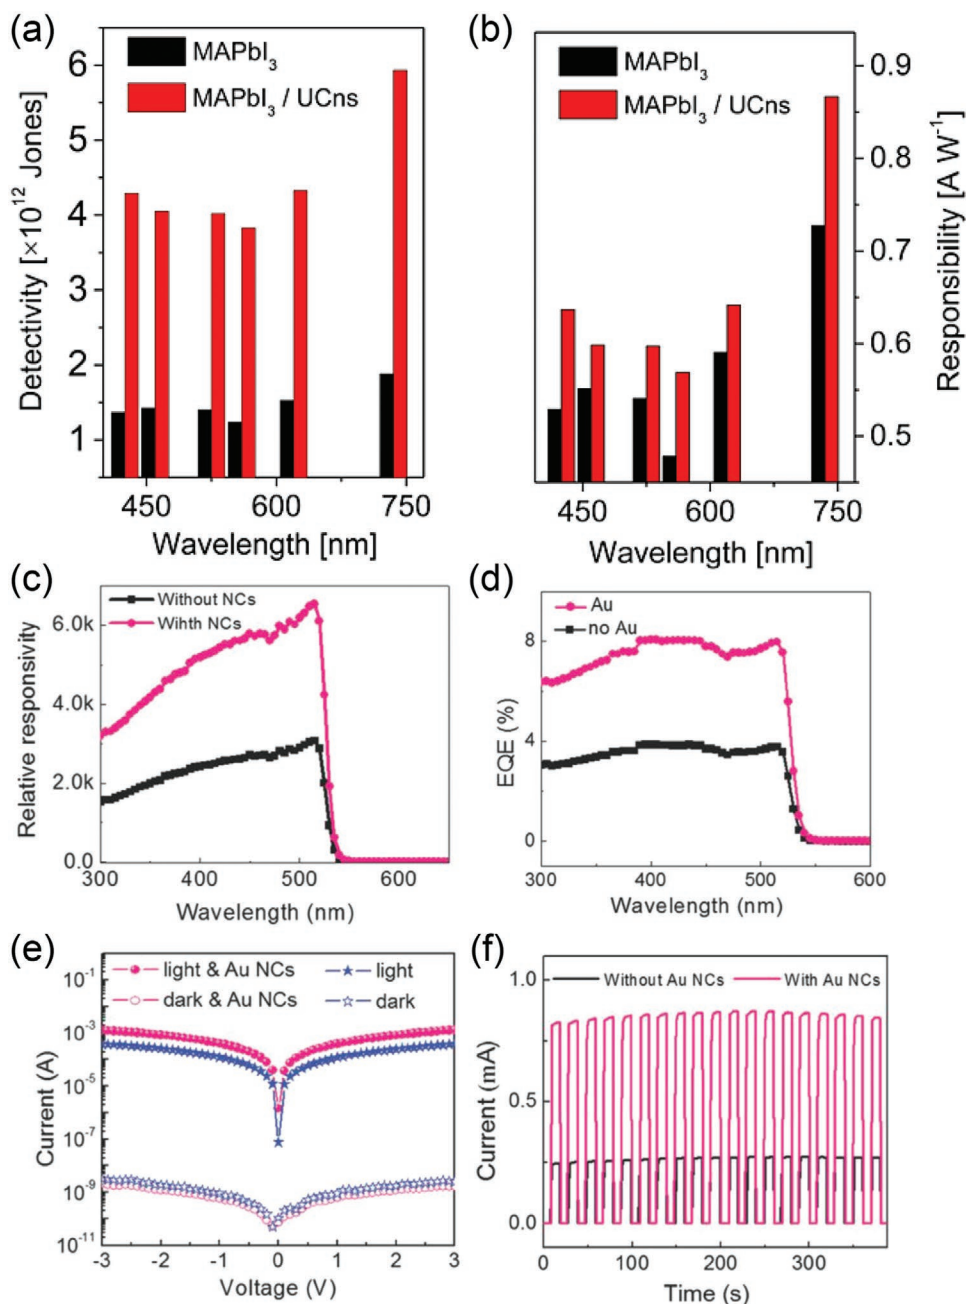 (a)
MAPbI3
MAPbI3 / UCns
Detectivity [×10^12 Jones]
6
5
4
3
2
1
450
600
750
Wavelength [nm]
(b)
MAPbI3
MAPbI3 / UCns
Responsibility [A W^-1]
0.9
0.8
0.7
0.6
0.5
450
600
750
Wavelength [nm]
(c)
Without NCs
Wihth NCs
Relative responsivity
6.0k
4.0k
2.0k
0.0
300
400
500
600
Wavelength (nm)
(d)
Au
no Au
EQE (%)
8
4
0
300
400
500
600
Wavelength (nm)
(e)
light & Au NCs
light
dark & Au NCs
dark
Current (A)
10^-1
10^-3
10^-5
10^-7
10^-9
10^-11
-3
-2
-1
0
1
2
3
Voltage (V)
(f)
Without Au NCs
With Au NCs
Current (mA)
1.0
0.5
0.0
0
100
200
300
Time (s)